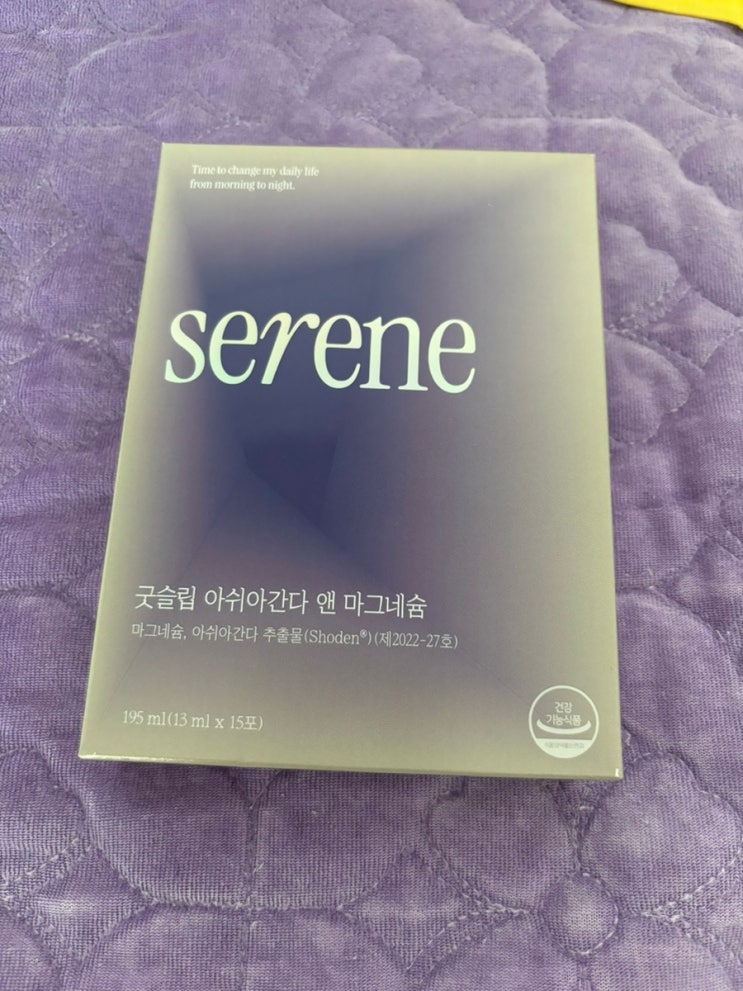 Time to change my daily life
from morning to night.
serene
굿슬립 아쉬아간다 앤 마그네슘
마그네슘, 아쉬아간다 추출물(Shoden®)(제2022-27호)
195 ml(13 ml x 15포)
건강
기능식품